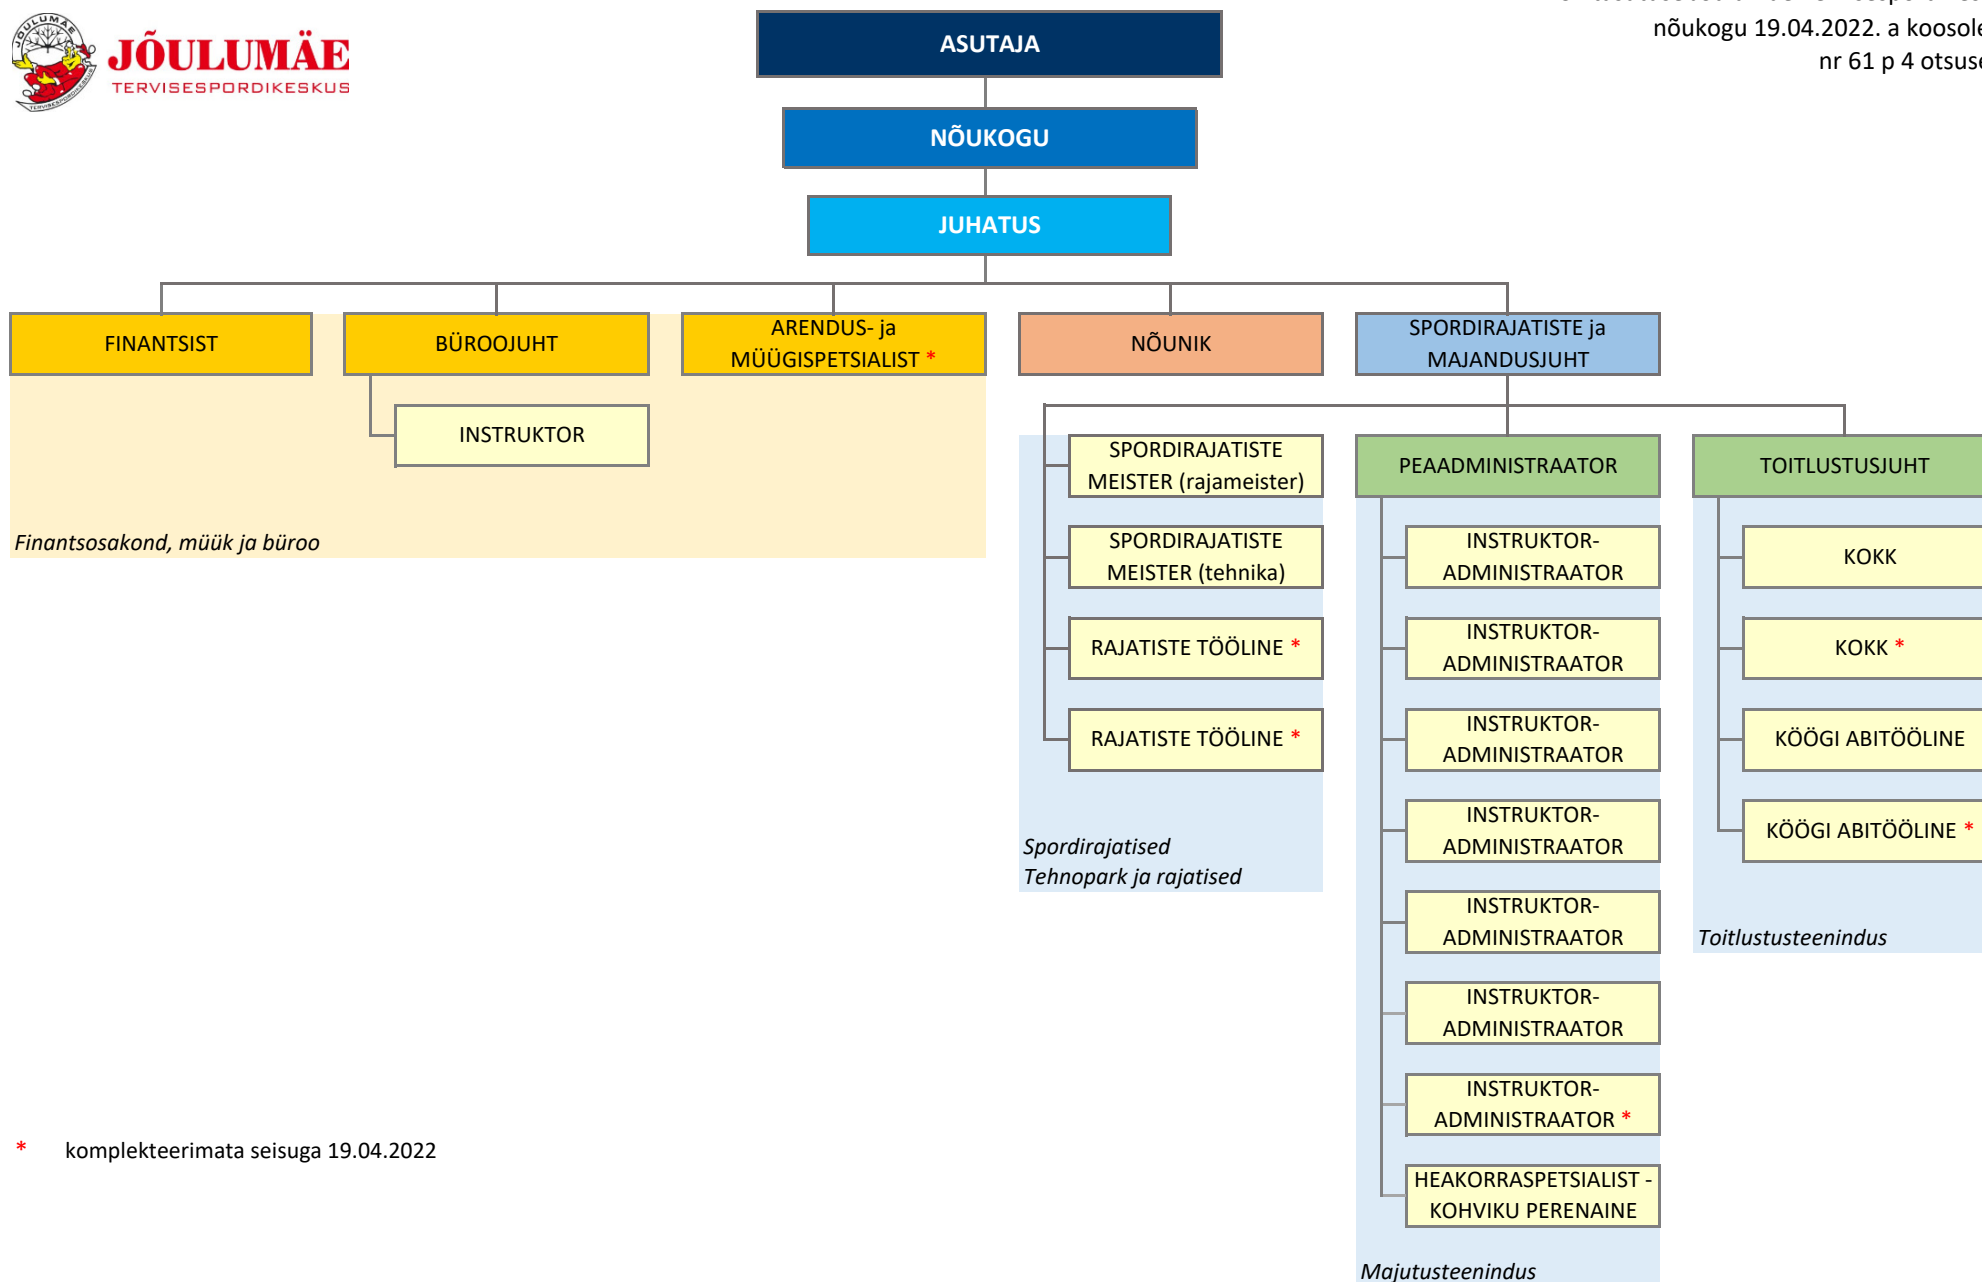 JÕULUMÄE
TERVISESPORDIKESKUS
nõukogu 19.04.2022. a
nr 61 p 4
ASUTAJA
NÕUKOGU
JUHATUS
FINANTSIST
BÜROOJUHT
ARENDUS- ja
MÜÜGISPETSIALIST *
NÕUNIK
SPORDIRAJATISTE ja
MAJANDUSJUHT
INSTRUKTOR
Finantsosakond, müük ja büroo
SPORDIRAJATISTE
MEISTER (rajameister)
SPORDIRAJATISTE
MEISTER (tehnika)
RAJATISTE TÖÖLINE *
RAJATISTE TÖÖLINE *
Spordirajatised
Tehnopark ja rajatised
PEAADMINISTRAATOR
INSTRUKTOR-
ADMINISTRAATOR
INSTRUKTOR-
ADMINISTRAATOR
INSTRUKTOR-
ADMINISTRAATOR
INSTRUKTOR-
ADMINISTRAATOR
INSTRUKTOR-
ADMINISTRAATOR
INSTRUKTOR-
ADMINISTRAATOR
INSTRUKTOR-
ADMINISTRAATOR *
HEAKORRASPETSIALIST -
KOHVIKU PERENAINE
Majutusteenindus
TOITLUSTUSJUHT
KOKK
KOKK *
KÖÖGI ABITÖÖLINE
KÖÖGI ABITÖÖLINE *
Toitlustusteenindus
* komplekteerimata seisuga 19.04.2022